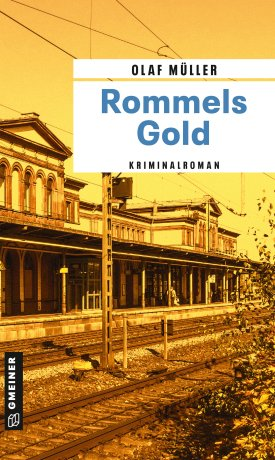 OLAF MÜLLER
Rommels
Gold
KRIMINALROMAN
GMEINER